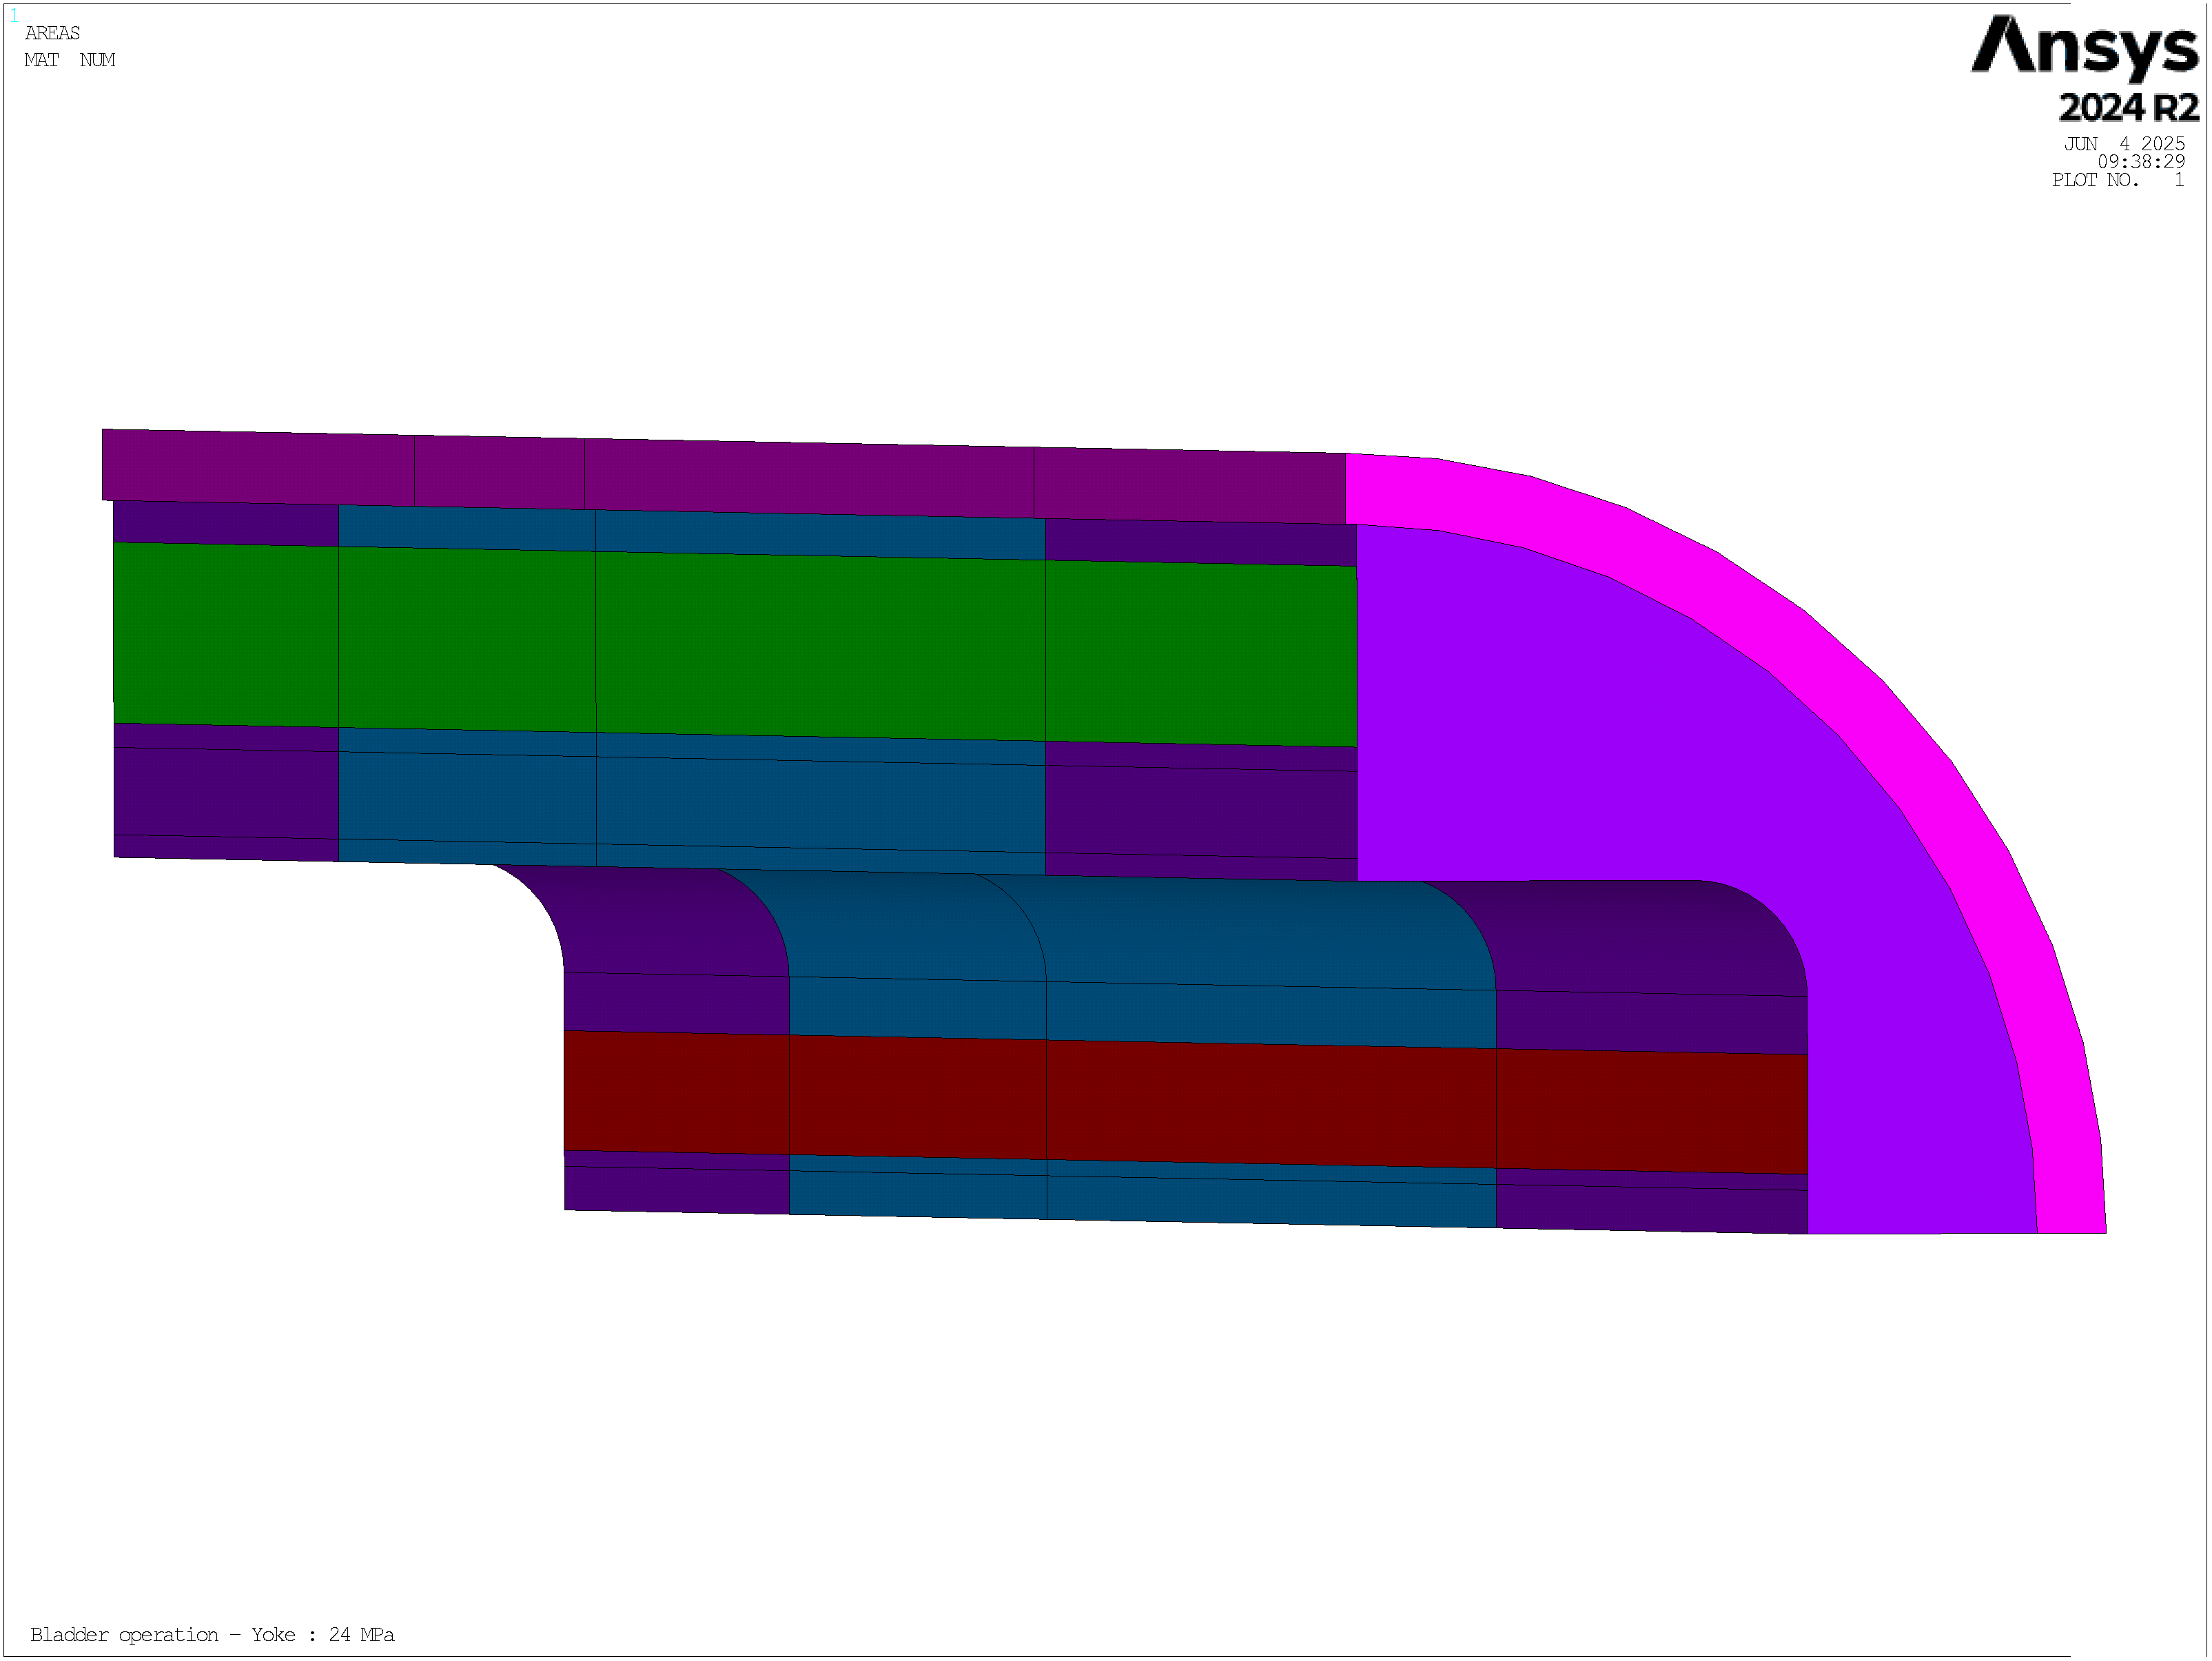 1
AREAS
MAT NUM
Ansys
2024 R2
JUN 4 2025
09:38:29
PLOT NO. 1
Bladder operation - Yoke : 24 MPa